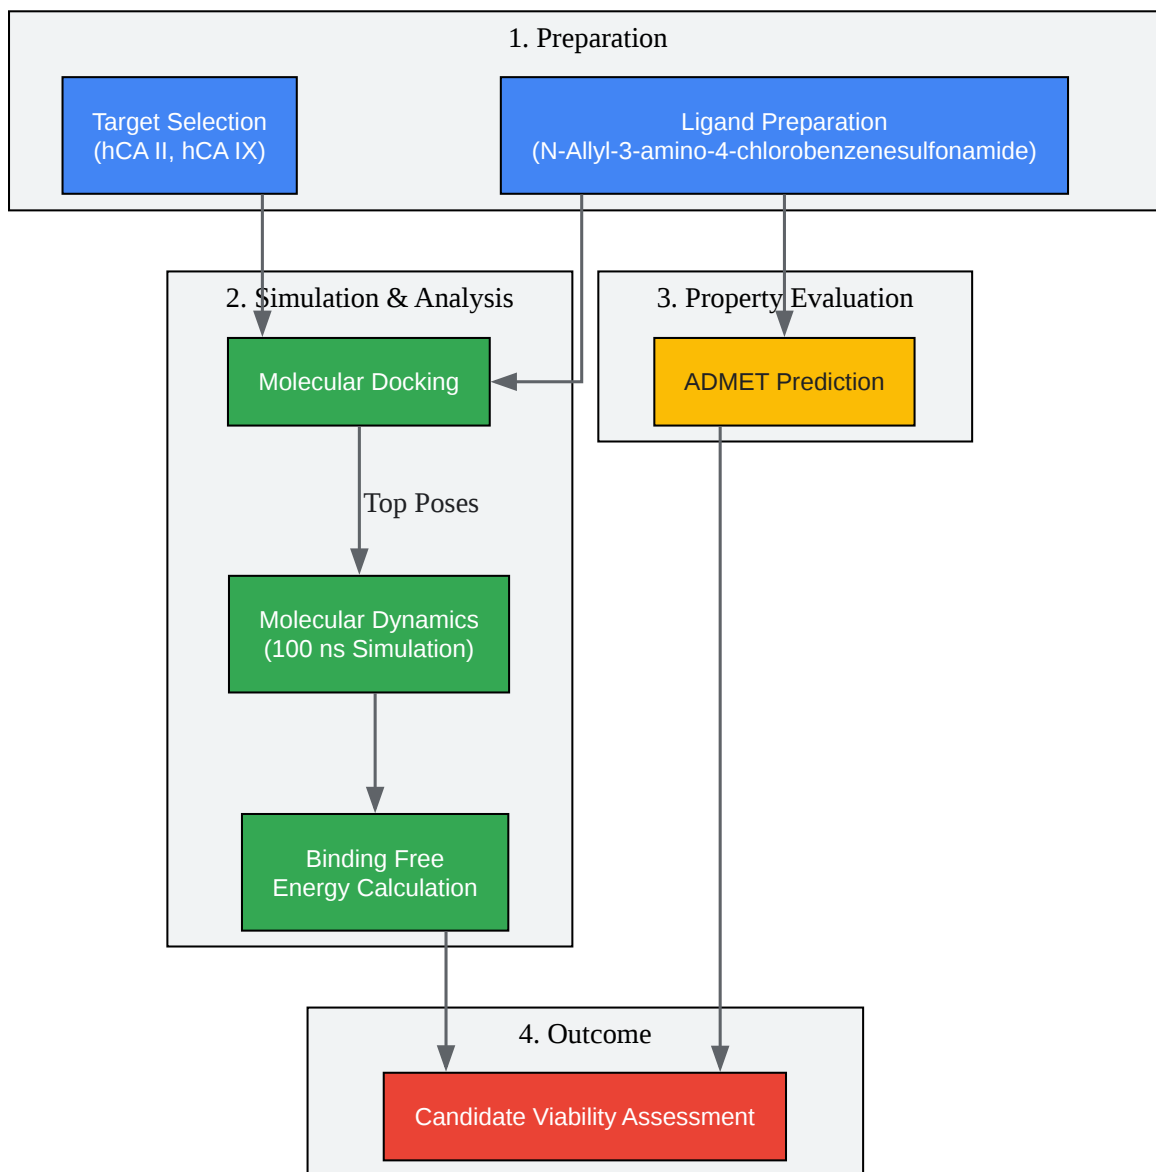 1. Preparation
Target Selection
(hCA II, hCA IX)
Ligand Preparation
(N-Allyl-3-amino-4-chlorobenzenesulfonamide)
2. Simulation & Analysis
3. Property Evaluation
Molecular Docking
ADMET Prediction
Top Poses
Molecular Dynamics
(100 ns Simulation)
Binding Free
Energy Calculation
4. Outcome
Candidate Viability Assessment